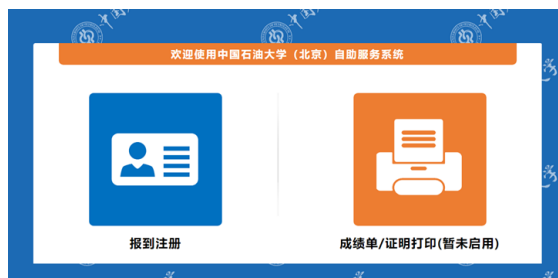 欢迎使用中国石油大学（北京）自助服务系统
报到注册
成绩单/证明打印(暂未启用)